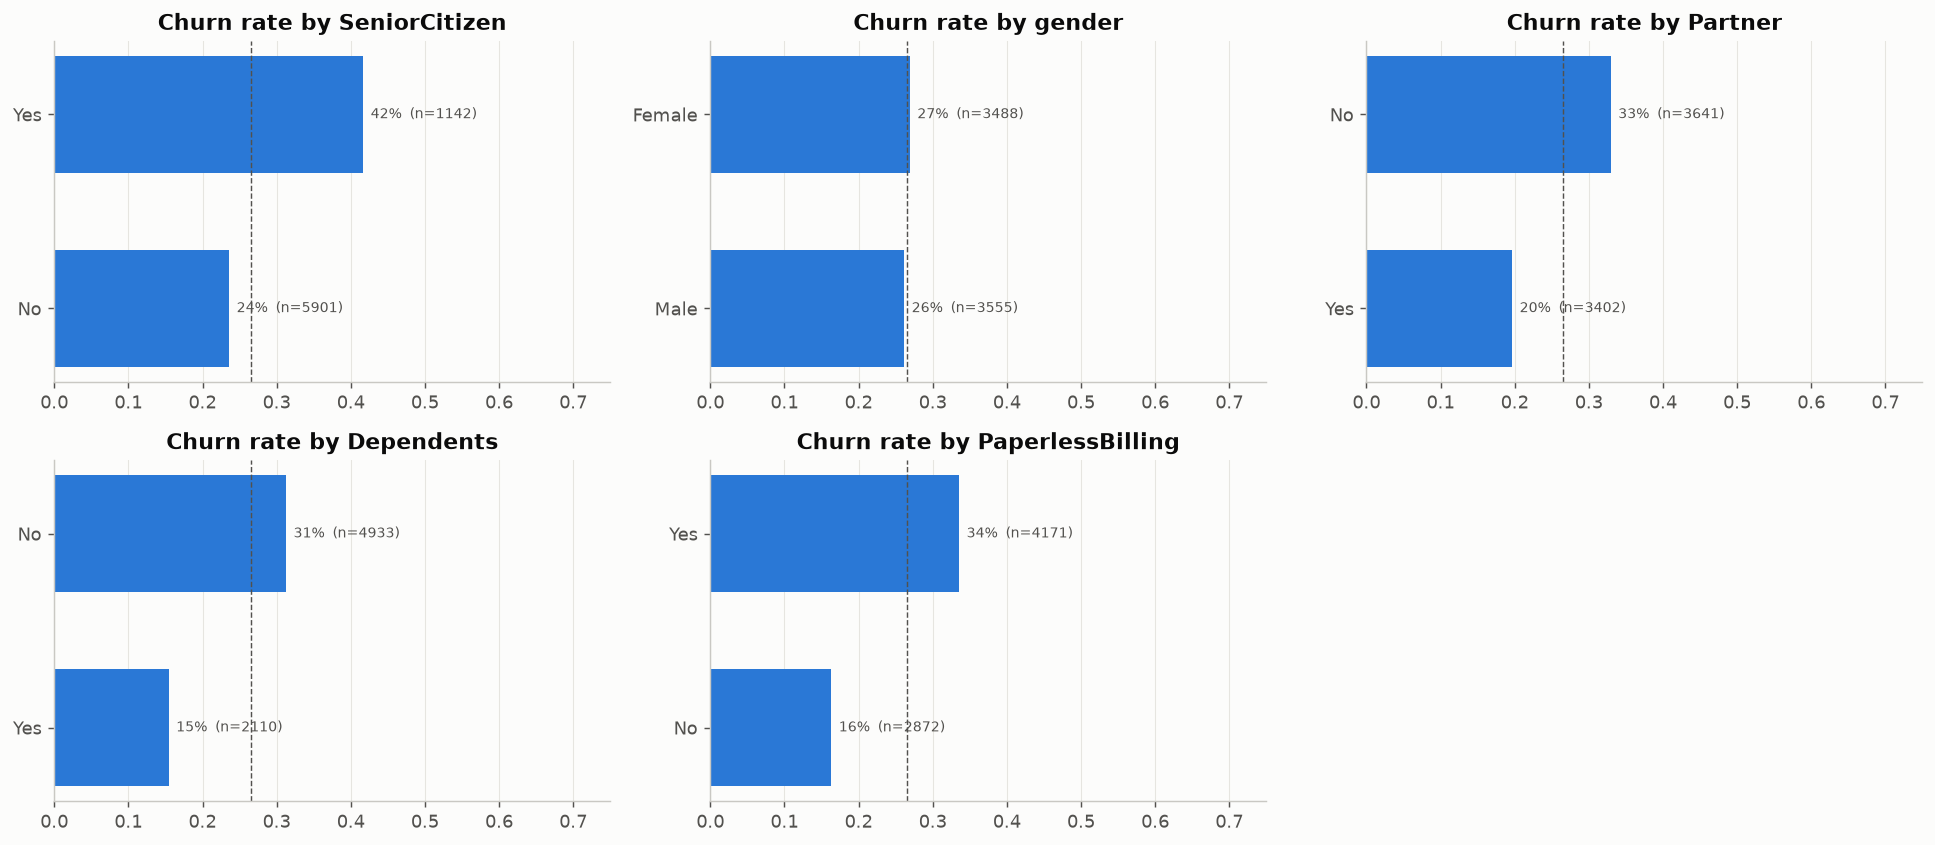 Churn rate by SeniorCitizen
Yes
42% (n=1142)
No
24% (n=5901)
0.0 0.1 0.2 0.3 0.4 0.5 0.6 0.7
Churn rate by gender
Female
27% (n=3488)
Male
26% (n=3555)
0.0 0.1 0.2 0.3 0.4 0.5 0.6 0.7
Churn rate by Partner
No
33% (n=3641)
Yes
20% (n=3402)
0.0 0.1 0.2 0.3 0.4 0.5 0.6 0.7
Churn rate by Dependents
No
31% (n=4933)
Yes
15% (n=2110)
0.0 0.1 0.2 0.3 0.4 0.5 0.6 0.7
Churn rate by PaperlessBilling
Yes
34% (n=4171)
No
16% (n=2872)
0.0 0.1 0.2 0.3 0.4 0.5 0.6 0.7